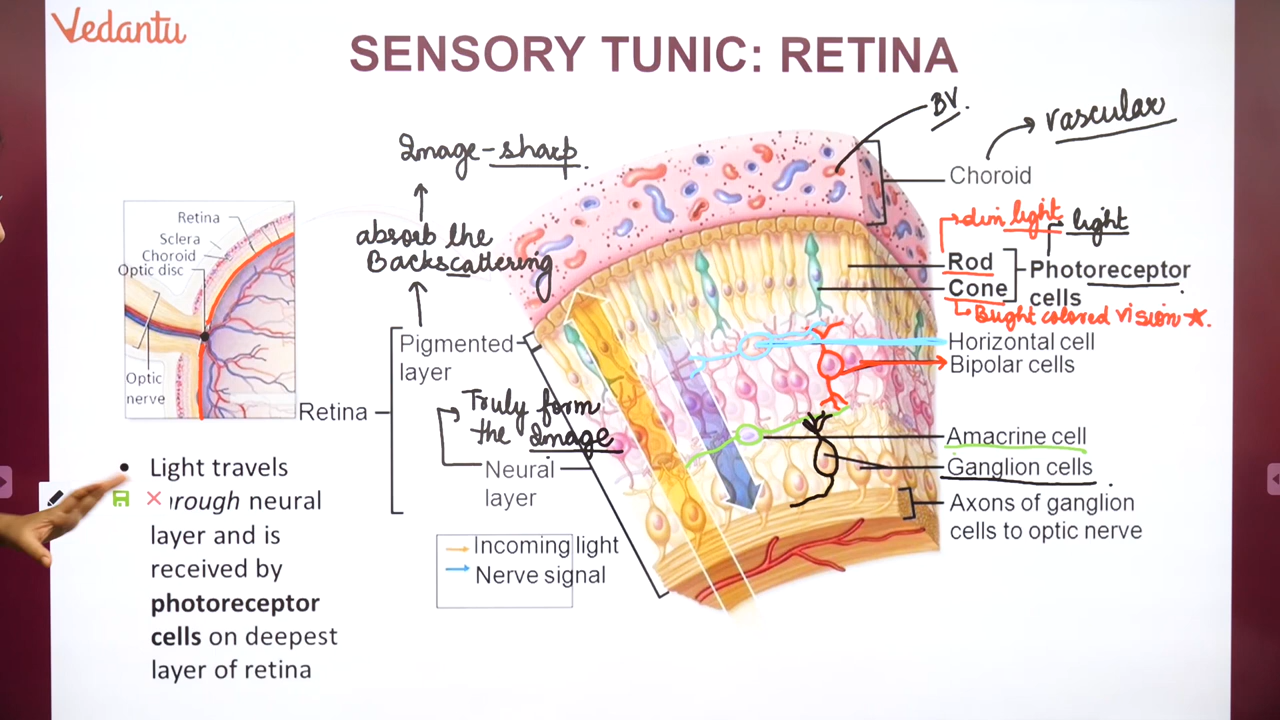 Vedantu
SENSORY TUNIC: RETINA
BV.
vascular
Image-sharp
Choroid
absorb the
Backscattering
dim light
light
Rod
Cone
Photoreceptor
cells
Bright colored vision
Retina
Sclera
Choroid
Optic disc
Optic
nerve
Horizontal cell
Bipolar cells
Pigmented
layer
Retina
Truly form
the Image
Neural
layer
Amacrine cell
Ganglion cells
Axons of ganglion
cells to optic nerve
Incoming light
Nerve signal
• Light travels
rough neural
layer and is
received by
photoreceptor
cells on deepest
layer of retina